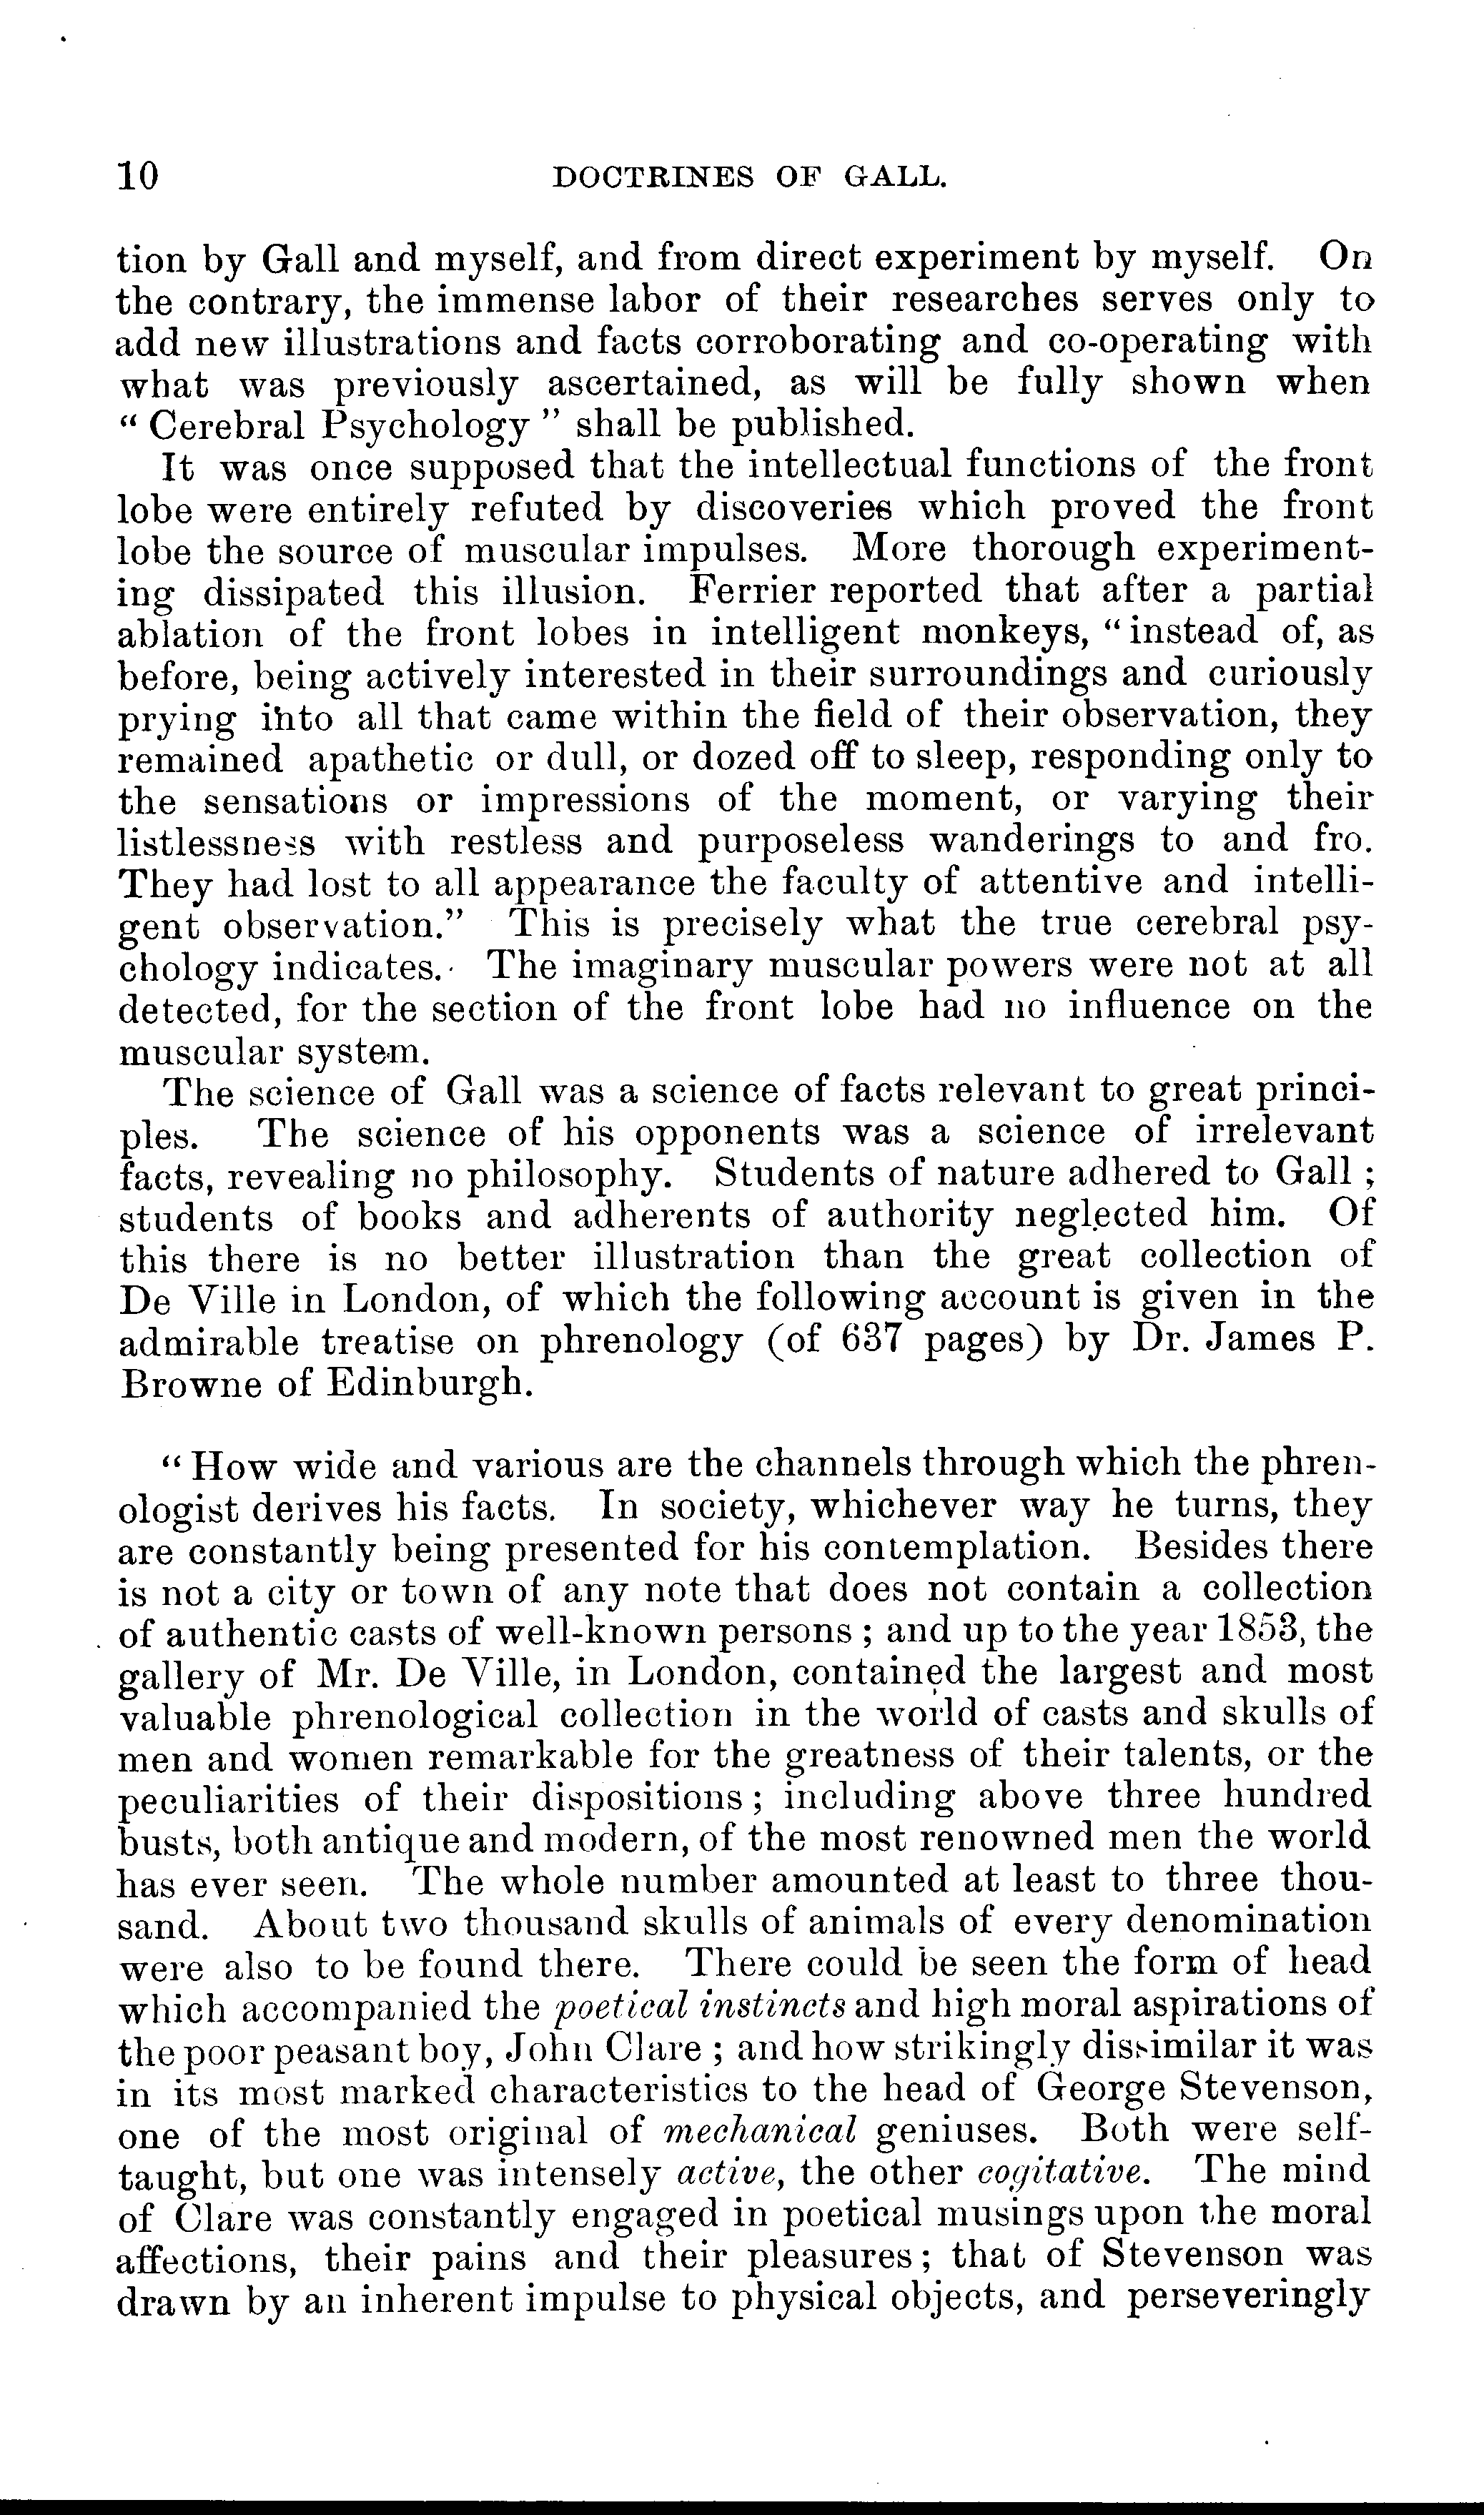 10 DOCTRINES OF GALL.
tion by Gall and myself, and from direct experiment by myself. On
the contrary, the immense labor of their researches serves only to
add new illustrations and facts corroborating and co-operating with
what was previously ascertained, as will be fully shown when
“ Cerebral Psychology ” shall be published.
It was once supposed that the intellectual functions of the front
lobe were entirely refuted by discoveries which proved the front
lobe the source of muscular impulses. More thorough experiment-
ing dissipated this illusion. Ferrier reported that after a partial
ablation of the front lobes in intelligent monkeys, “ instead of, as
before, being actively interested in their surroundings and curiously
prying into all that came within the field of their observation, they
remained apathetic or dull, or dozed off to sleep, responding only to
the sensations or impressions of the moment, or varying their
listlessness with restless and purposeless wanderings to and fro.
They had lost to all appearance the faculty of attentive and intelli-
gent observation.” This is precisely what the true cerebral psy-
chology indicates. The imaginary muscular powers were not at all
detected, for the section of the front lobe had no influence on the
muscular system.
The science of Gall was a science of facts relevant to great princi-
ples. The science of his opponents was a science of irrelevant
facts, revealing no philosophy. Students of nature adhered to Gall ;
students of books and adherents of authority neglected him. Of
this there is no better illustration than the great collection of
De Ville in London, of which the following account is given in the
admirable treatise on phrenology (of 637 pages) by Dr. James P.
Browne of Edinburgh.
“ How wide and various are the channels through which the phren-
ologist derives his facts. In society, whichever way he turns, they
are constantly being presented for his contemplation. Besides there
is not a city or town of any note that does not contain a collection
of authentic casts of well-known persons ; and up to the year 1853, the
gallery of Mr. De Ville, in London, contained the largest and most
valuable phrenological collection in the world of casts and skulls of
men and women remarkable for the greatness of their talents, or the
peculiarities of their dispositions ; including above three hundred
busts, both antique and modern, of the most renowned men the world
has ever seen. The whole number amounted at least to three thou-
sand. About two thousand skulls of animals of every denomination
were also to be found there. There could be seen the form of head
which accompanied the poetical instincts and high moral aspirations of
the poor peasant boy, John Clare ; and how strikingly dissimilar it was
in its most marked characteristics to the head of George Stevenson,
one of the most original of mechanical geniuses. Both were self-
taught, but one was intensely active, the other cogitative. The mind
of Clare was constantly engaged in poetical musings upon the moral
affections, their pains and their pleasures ; that of Stevenson was
drawn by an inherent impulse to physical objects, and perseveringly